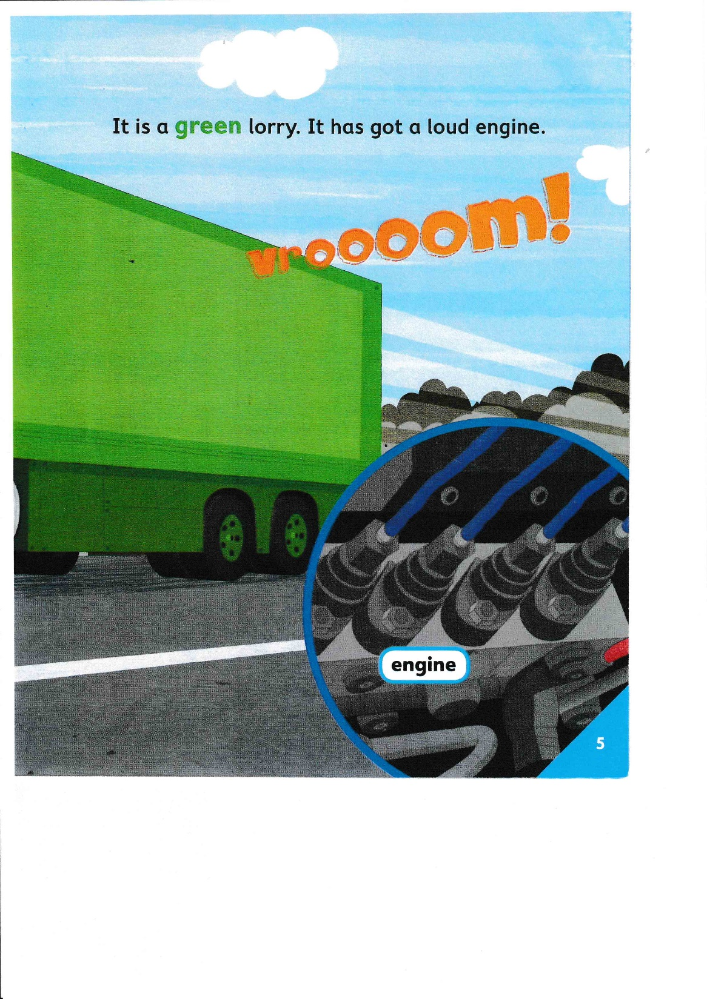 It is a green lorry. It has got a loud engine.
vroooom!
engine
5